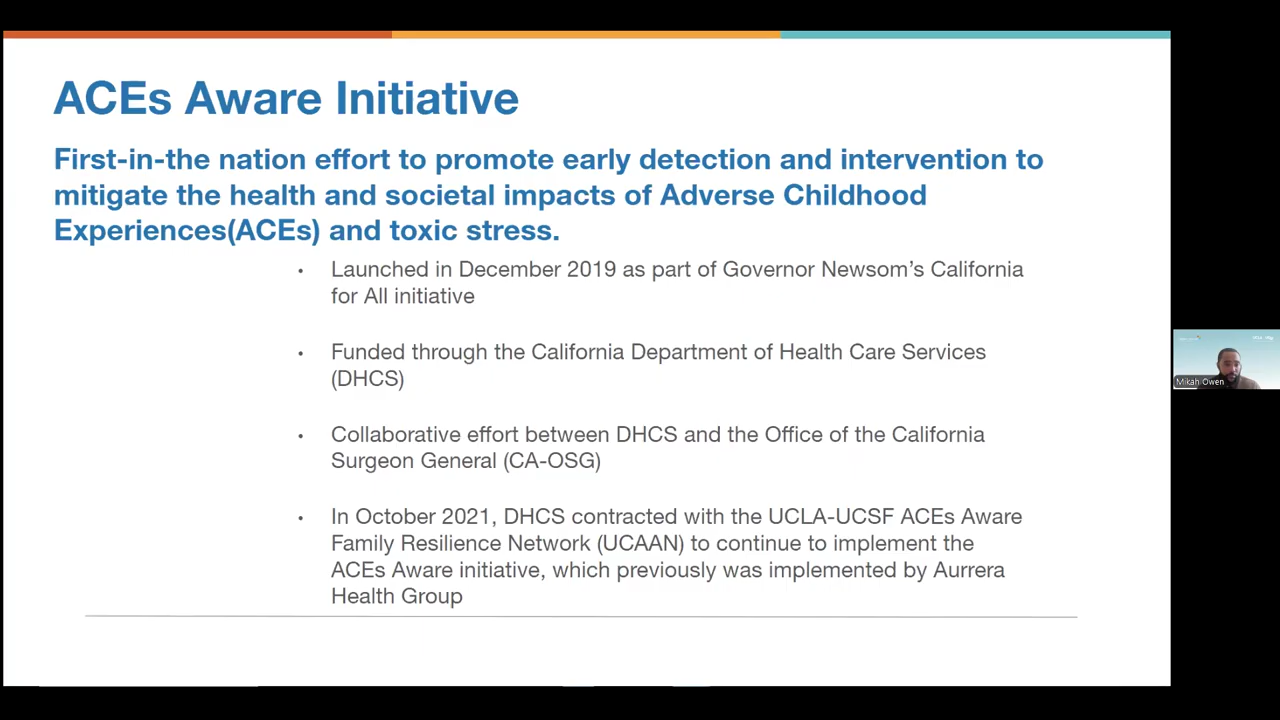 ACEs Aware Initiative
First-in-the nation effort to promote early detection and intervention to
mitigate the health and societal impacts of Adverse Childhood
Experiences(ACEs) and toxic stress.
• Launched in December 2019 as part of Governor Newsom’s California
for All initiative
• Funded through the California Department of Health Care Services
(DHCS)
• Collaborative effort between DHCS and the Office of the California
Surgeon General (CA-OSG)
• In October 2021, DHCS contracted with the UCLA-UCSF ACEs Aware
Family Resilience Network (UCAAN) to continue to implement the
ACEs Aware initiative, which previously was implemented by Aurrera
Health Group
Mikah Owen